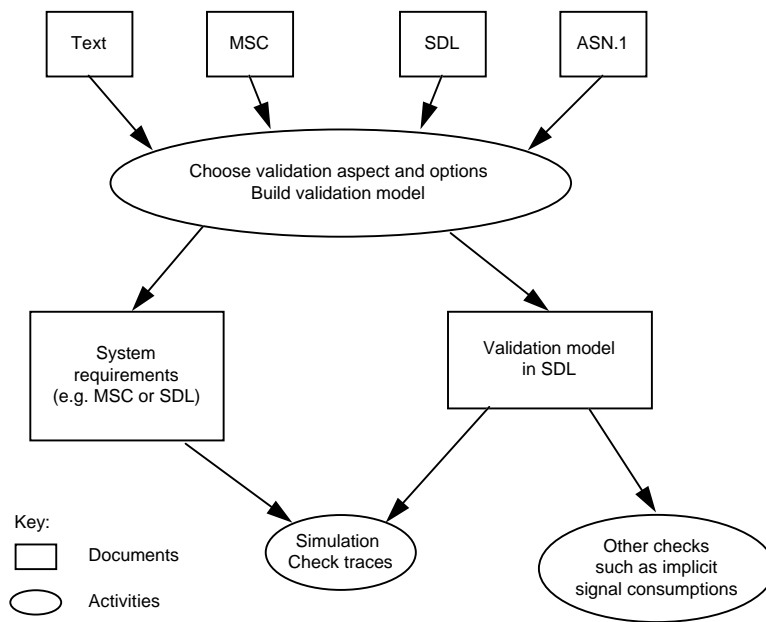 Text
MSC
SDL
ASN.1
Choose validation aspect and options
Build validation model
System
requirements
(e.g. MSC or SDL)
Validation model
in SDL
Simulation
Check traces
Other checks
such as implicit
signal consumptions
Key:
Documents
Activities